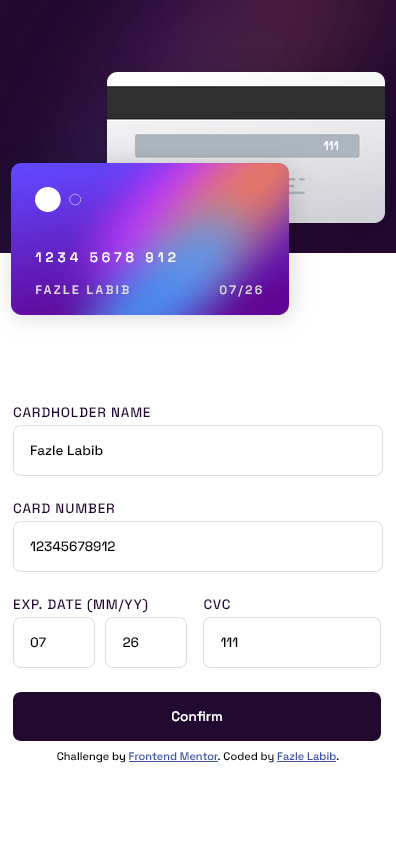 111
1234 5678 912
FAZLE LABIB 07/26
CARDHOLDER NAME
Fazle Labib
CARD NUMBER
12345678912
EXP. DATE (MM/YY) CVC
07 26 111
Confirm
Challenge by Frontend Mentor. Coded by Fazle Labib.